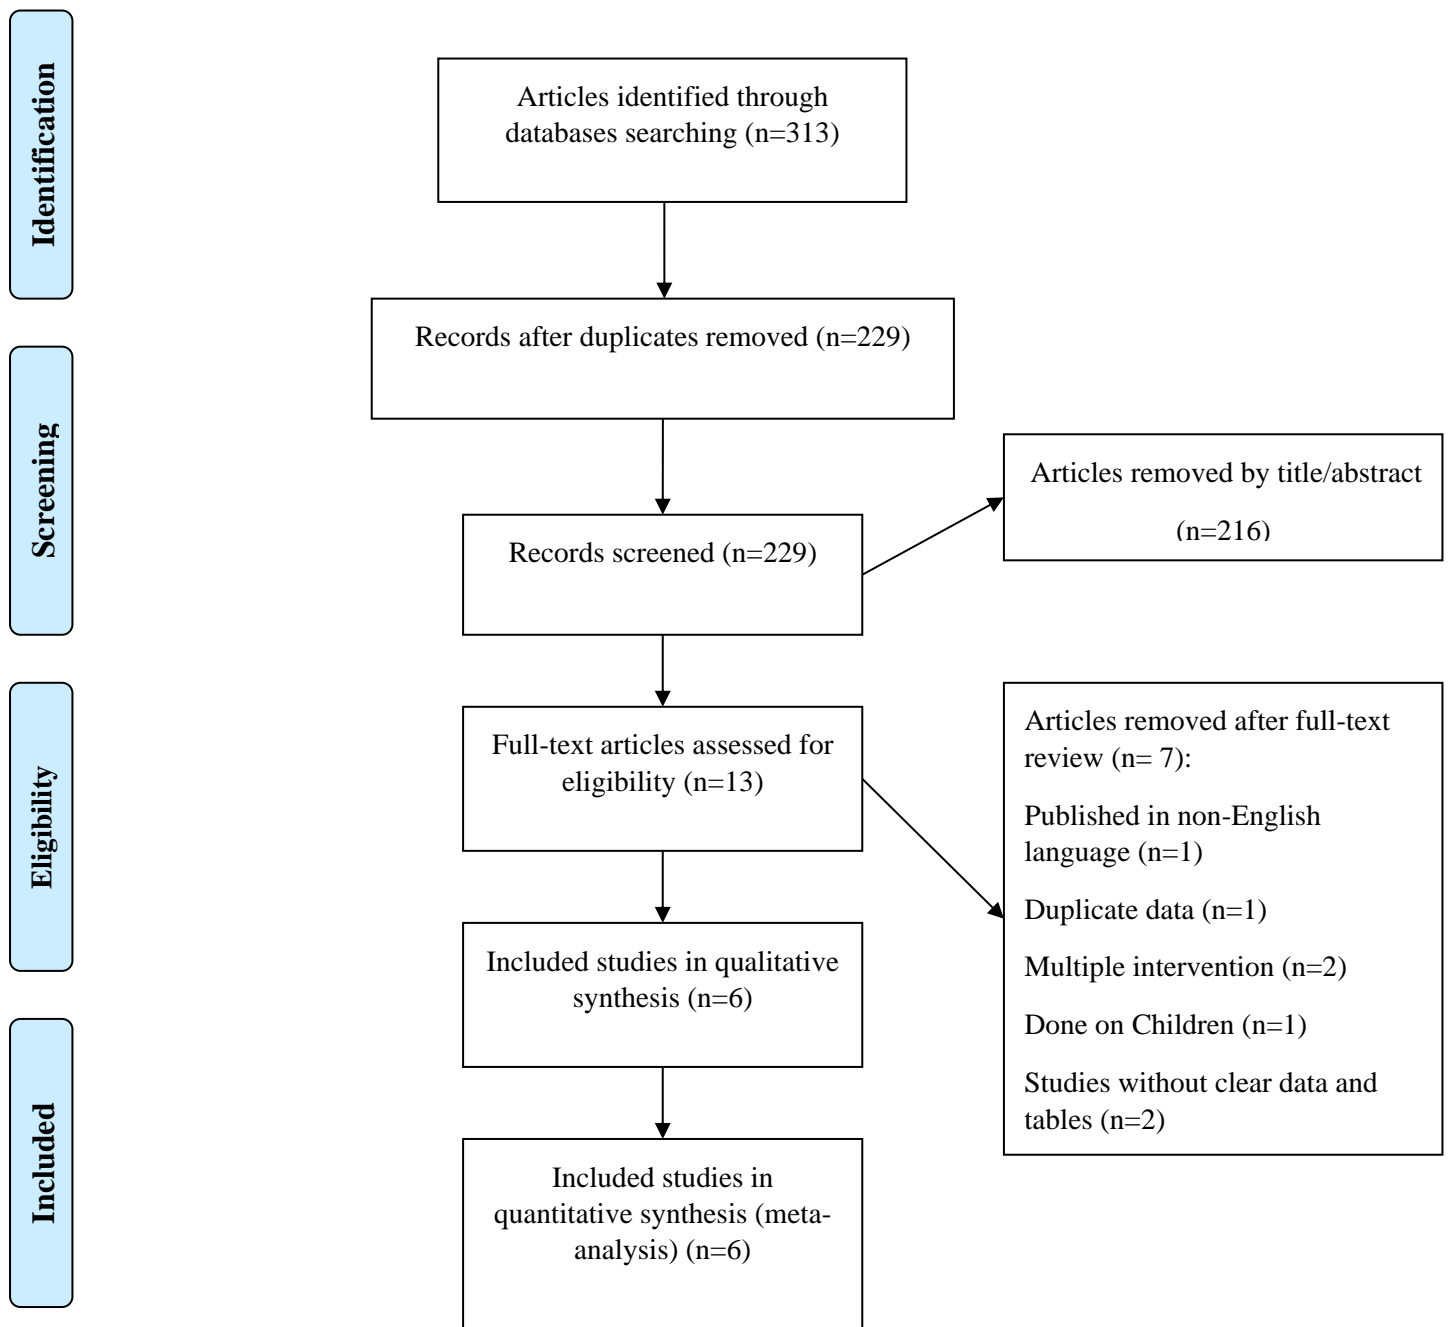 Identification
Articles identified through
databases searching (n=313)
Records after duplicates removed (n=229)
Screening
Articles removed by title/abstract
(n=216)
Records screened (n=229)
Eligibility
Full-text articles assessed for
eligibility (n=13)
Articles removed after full-text
review (n= 7):
Published in non-English
language (n=1)
Duplicate data (n=1)
Multiple intervention (n=2)
Done on Children (n=1)
Studies without clear data and
tables (n=2)
Included studies in qualitative
synthesis (n=6)
Included
Included studies in
quantitative synthesis (meta-
analysis) (n=6)